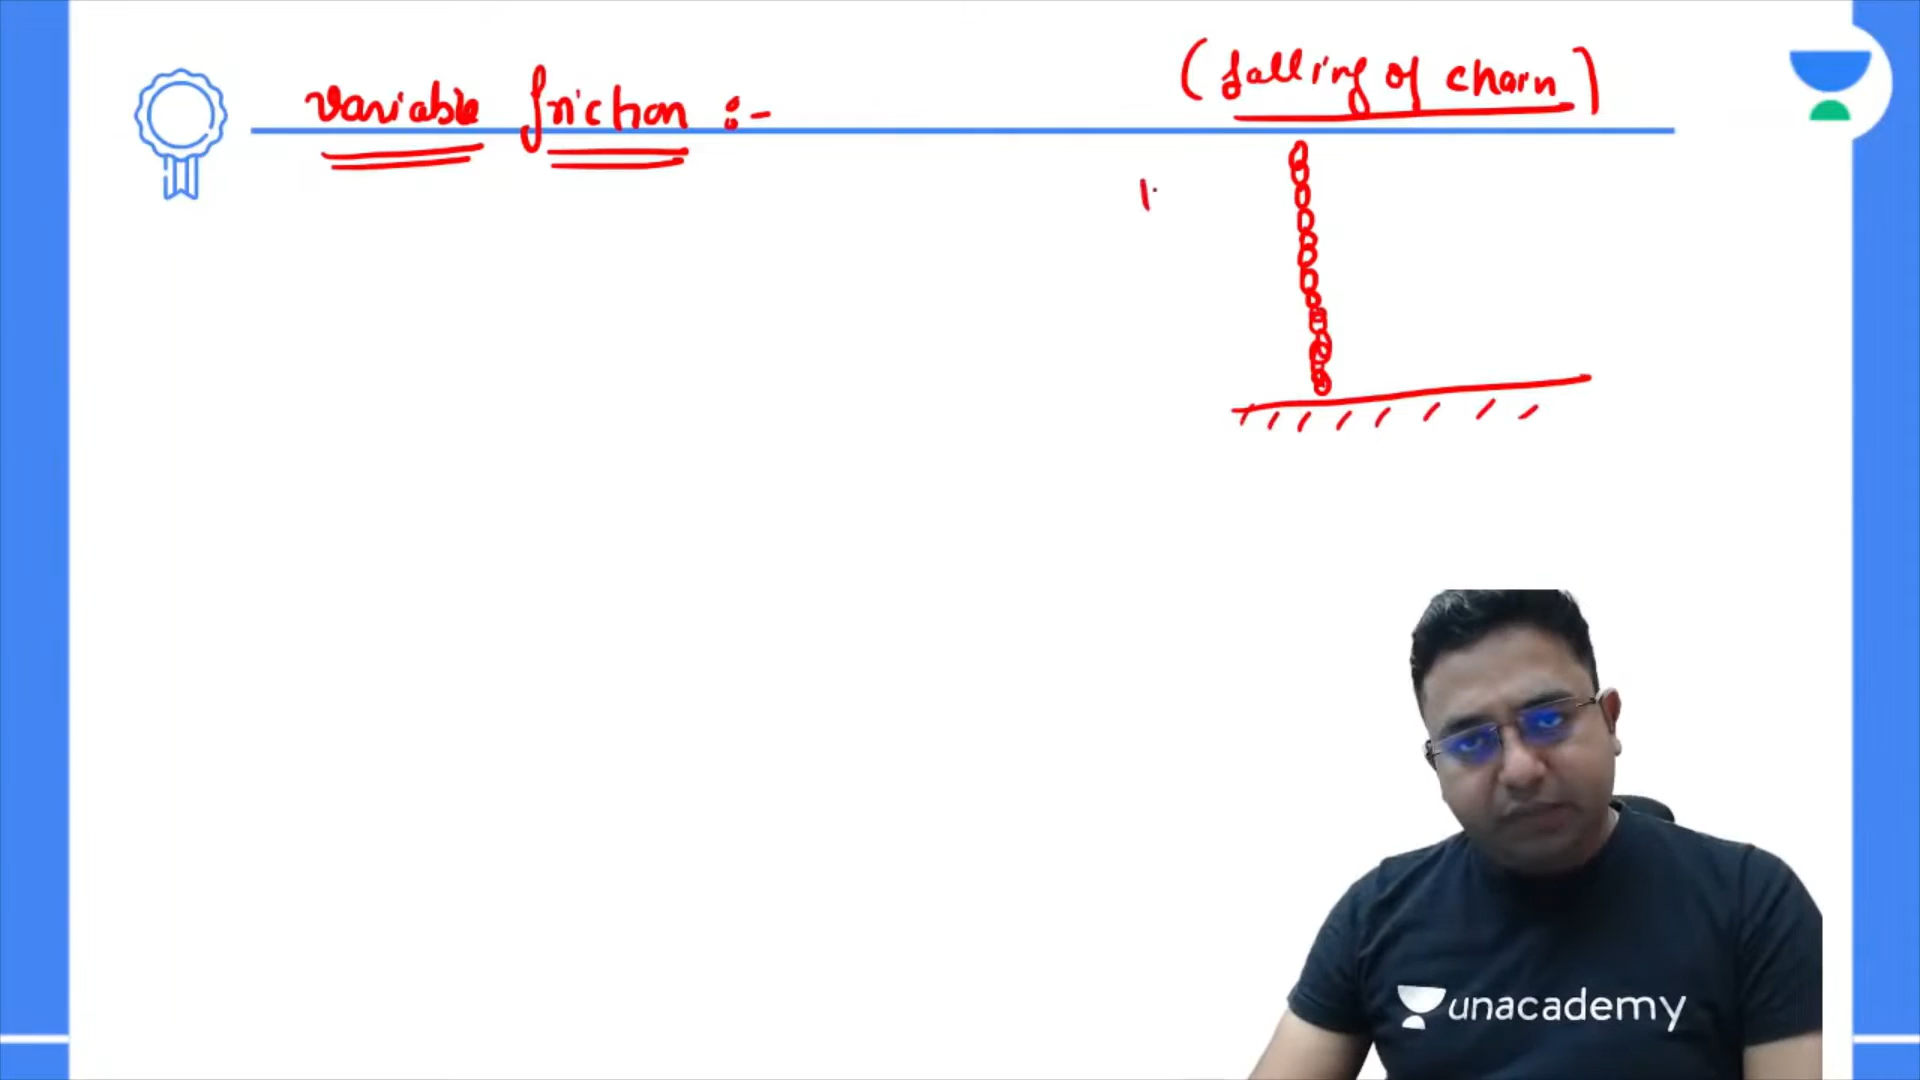 variable friction :-
(falling of chain)
unacademy